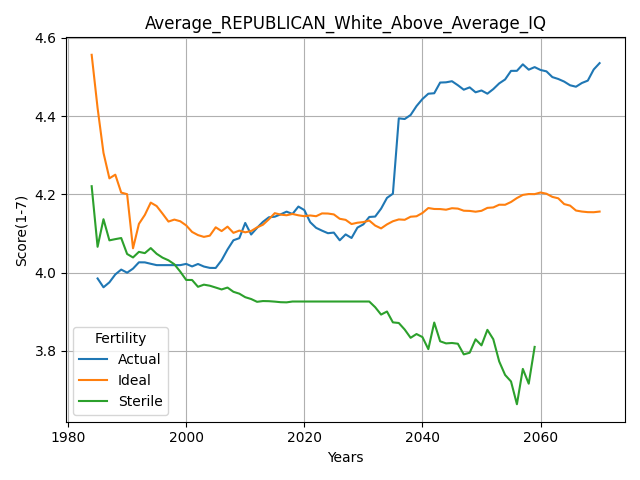 Average_REPUBLICAN_White_Above_Average_IQ
Score(1-7)
4.6
4.4
4.2
4.0
3.8
Fertility
Actual
Ideal
Sterile
1980
2000
2020
2040
2060
Years